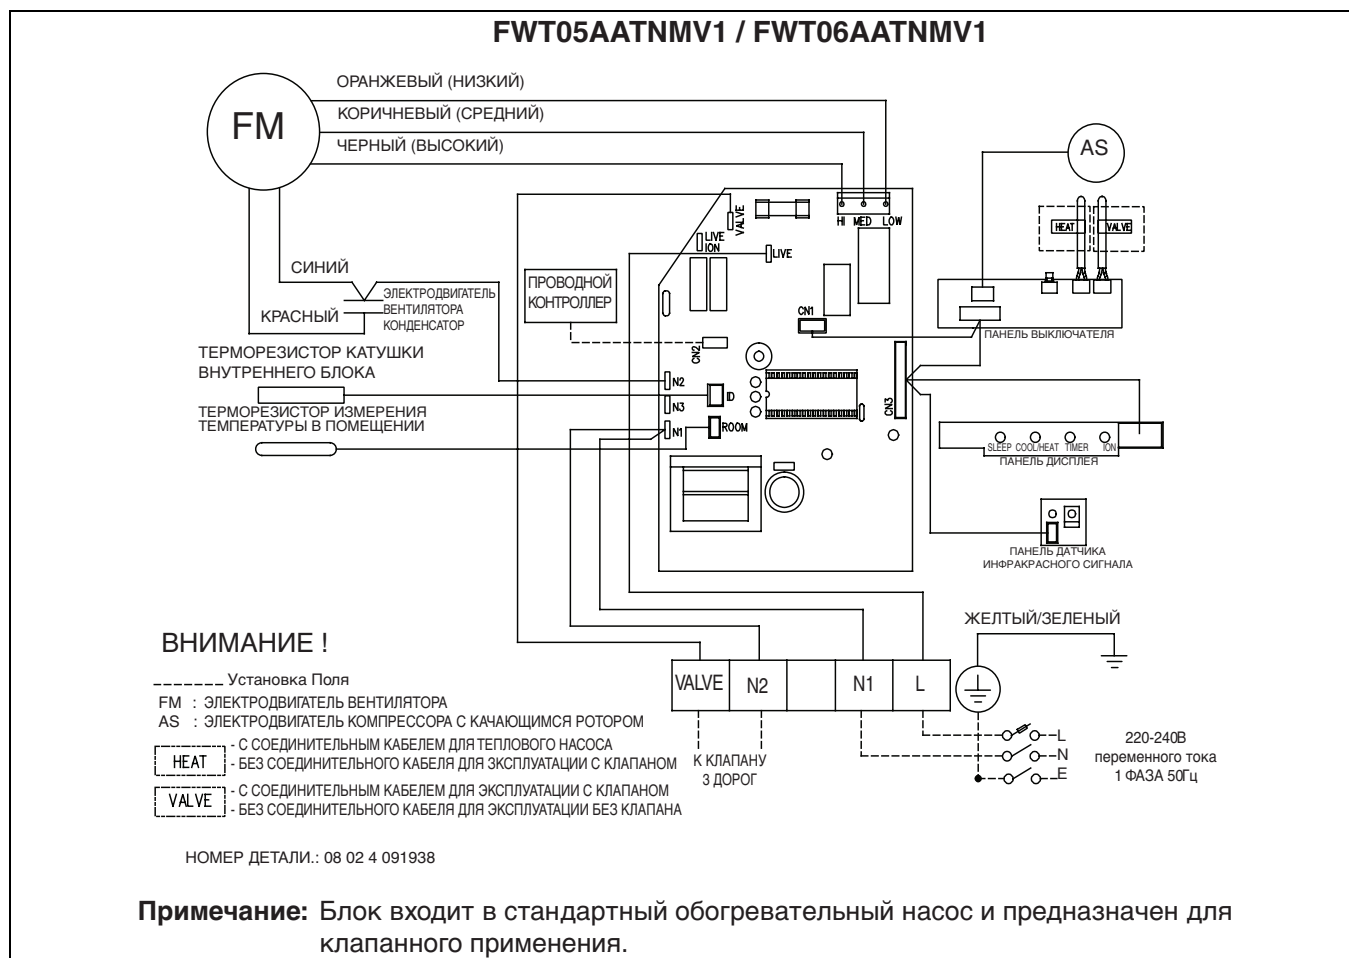 FWT05AATNMV1 / FWT06AATNMV1
ОРАНЖЕВЫЙ (НИЗКИЙ)
КОРИЧНЕВЫЙ (СРЕДНИЙ)
ЧЕРНЫЙ (ВЫСОКИЙ)
FM
AS
HEAT
VALVE
VALVE
HI MED LOW
LIVE
ION
LIVE
СИНИЙ
КРАСНЫЙ
ЭЛЕКТРОДВИГАТЕЛЬ
ВЕНТИЛЯТОРА
КОНДЕНСАТОР
ПРОВОДНОЙ
КОНТРОЛЛЕР
CN1
CN2
CN3
ПАНЕЛЬ ВЫКЛЮЧАТЕЛЯ
ТЕРМОРЕЗИСТОР КАТУШКИ
ВНУТРЕННЕГО БЛОКА
ТЕРМОРЕЗИСТОР ИЗМЕРЕНИЯ
ТЕМПЕРАТУРЫ В ПОМЕЩЕНИИ
N2
N3
N1
ID
ROOM
SLEEP COOL/HEAT TIMER ION
ПАНЕЛЬ ДИСПЛЕЯ
ПАНЕЛЬ ДАТЧИКА
ИНФРАКРАСНОГО СИГНАЛА
ЖЕЛТЫЙ/ЗЕЛЕНЫЙ
VALVE N2 N1 L
К КЛАПАНУ
3 ДОРОГ
L
N
E
220-240В
переменного тока
1 ФАЗА 50Гц
ВНИМАНИЕ !
Установка Поля
FM : ЭЛЕКТРОДВИГАТЕЛЬ ВЕНТИЛЯТОРА
AS : ЭЛЕКТРОДВИГАТЕЛЬ КОМПРЕССОРА С КАЧАЮЩИМСЯ РОТОРОМ
HEAT
- С СОЕДИНИТЕЛЬНЫМ КАБЕЛЕМ ДЛЯ ТЕПЛОВОГО НАСОСА
- БЕЗ СОЕДИНИТЕЛЬНОГО КАБЕЛЯ ДЛЯ ЗКСПЛУАТАЦИИ С КЛАПАНОМ
VALVE
- С СОЕДИНИТЕЛЬНЫМ КАБЕЛЕМ ДЛЯ ЭКСПЛУАТАЦИИ С КЛАПАНОМ
- БЕЗ СОЕДИНИТЕЛЬНОГО КАБЕЛЯ ДЛЯ ЭКСПЛУАТАЦИИ БЕЗ КЛАПАНА
НОМЕР ДЕТАЛИ.: 08 02 4 091938
Примечание: Блок входит в стандартный обогревательный насос и предназначен для
клапанного применения.